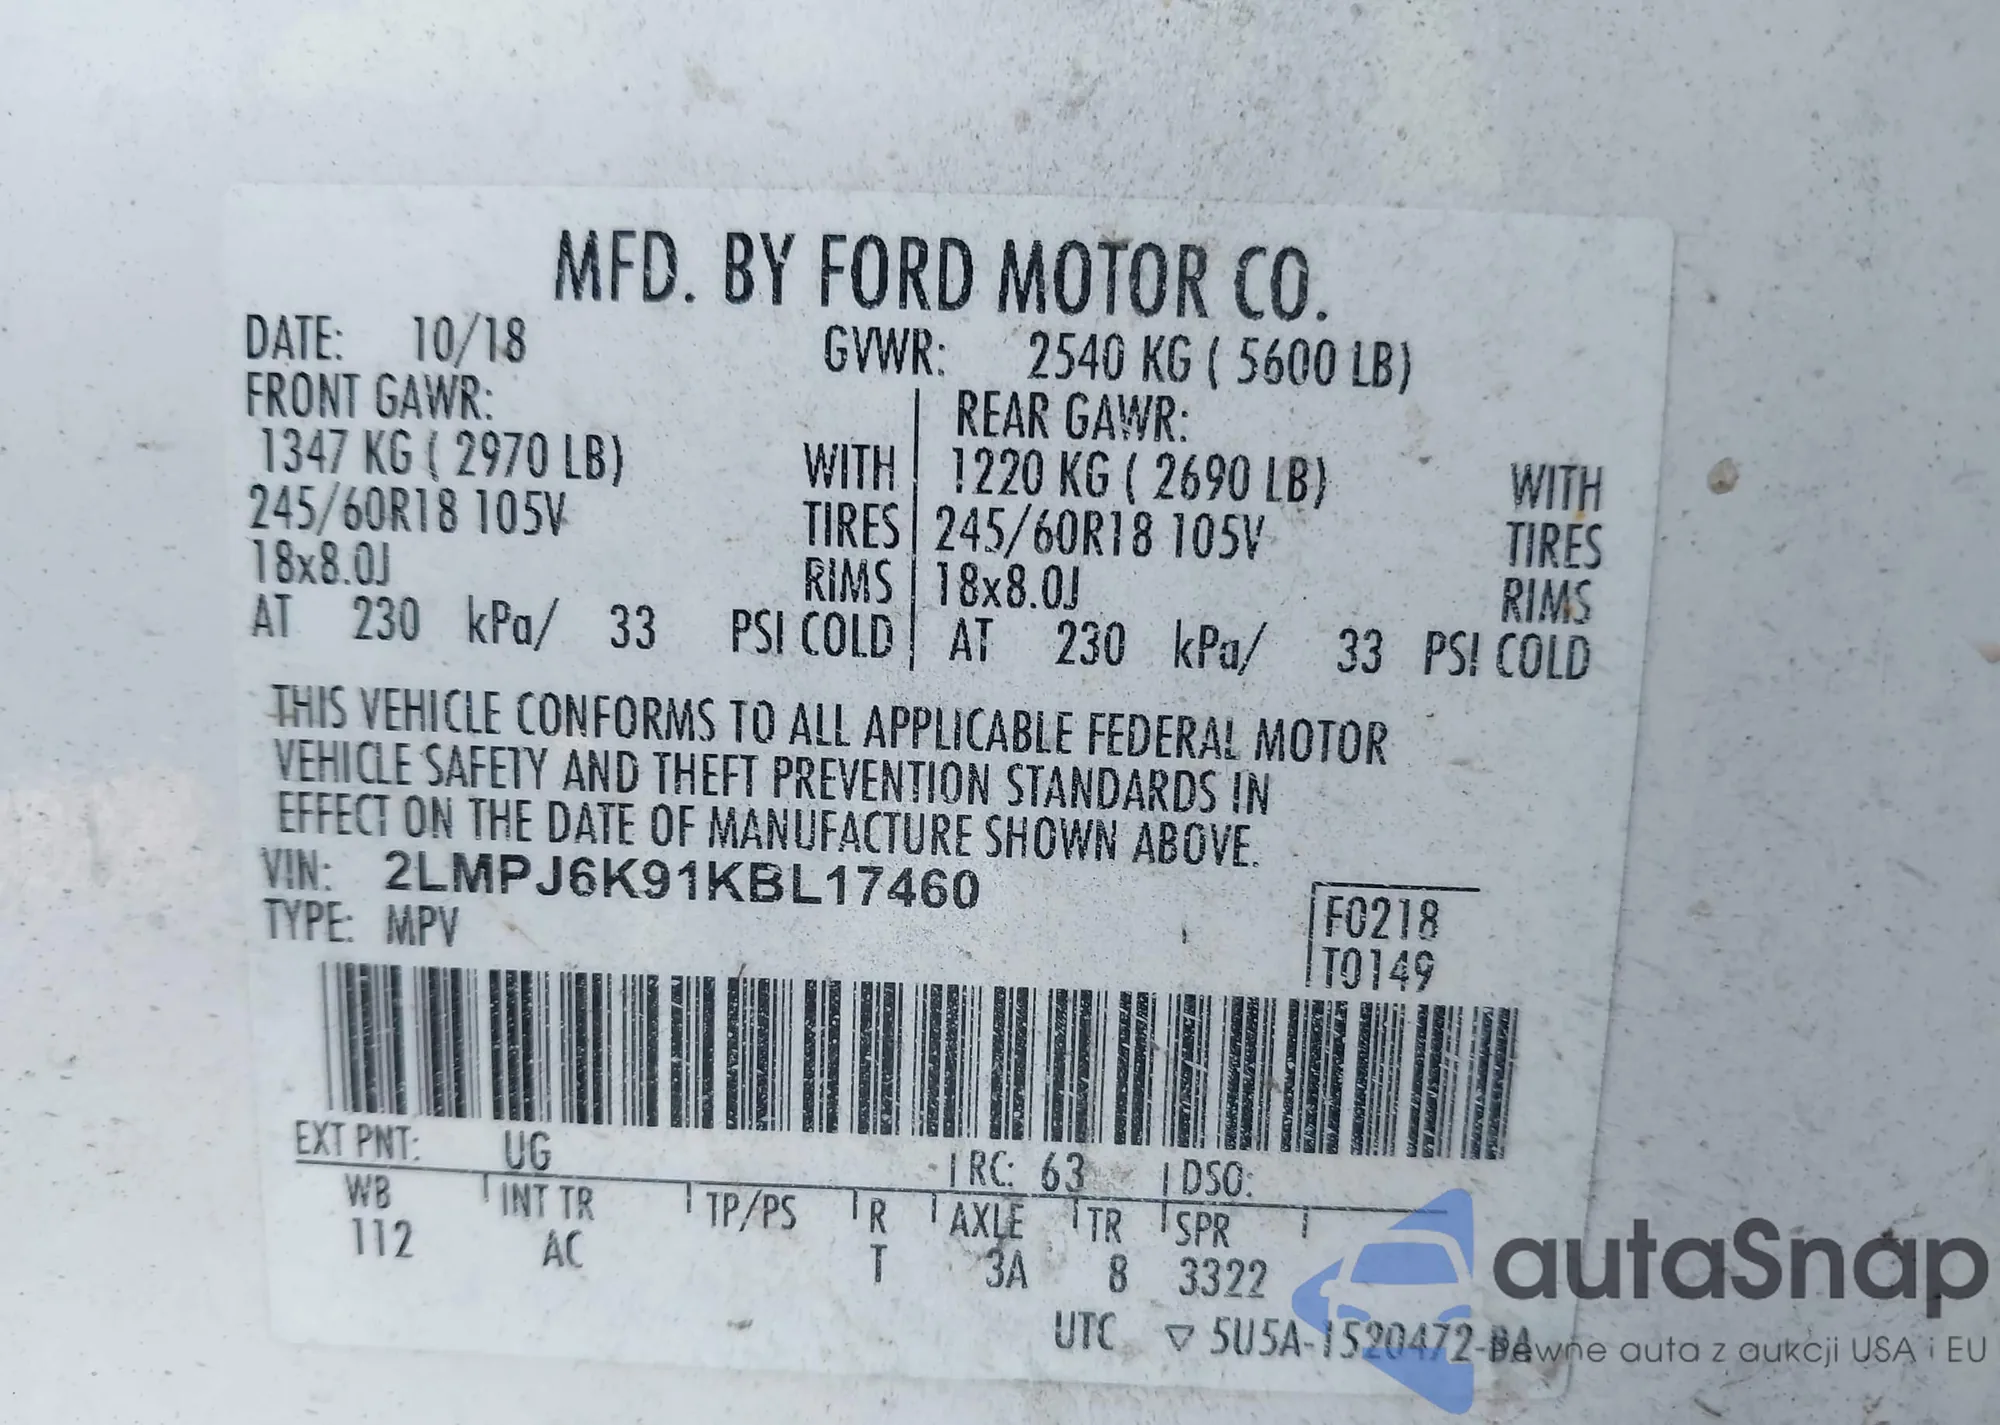 MFD. BY FORD MOTOR CO.
DATE: 10/18 GVWR: 2540 KG ( 5600 LB)
FRONT GAWR: REAR GAWR:
1347 KG ( 2970 LB) WITH 1220 KG ( 2690 LB) WITH
245/60R18 105V TIRES 245/60R18 105V TIRES
18x8.0J RIMS 18x8.0J RIMS
AT 230 kPa/ 33 PSI COLD AT 230 kPa/ 33 PSI COLD
THIS VEHICLE CONFORMS TO ALL APPLICABLE FEDERAL MOTOR
VEHICLE SAFETY AND THEFT PREVENTION STANDARDS IN
EFFECT ON THE DATE OF MANUFACTURE SHOWN ABOVE.
VIN: 2LMPJ6K91KBL17460
TYPE: MPV
F0218
T0149
EXT PNT: UG RC: 63 DSO:
WB INT TR TP/PS R AXLE TR SPR
112 AC T 3A 8 3322
UTC ▽ 5U5A-1520472-BA
autaSnap
Pewne auta z aukcji USA i EU